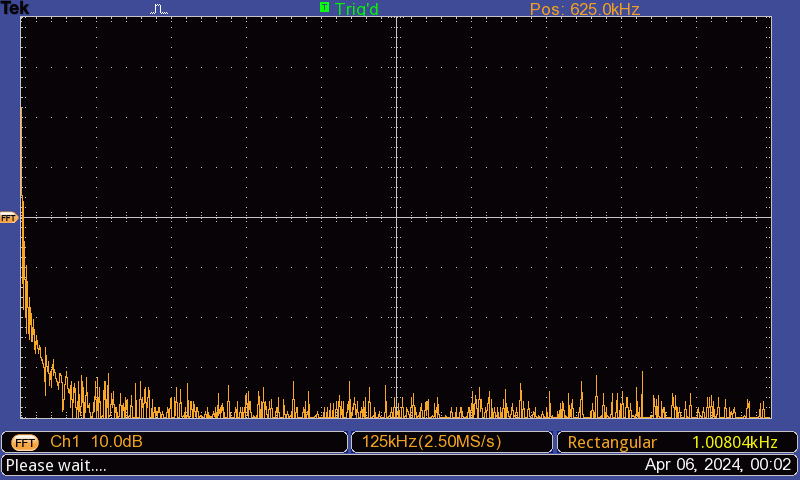 Tek Trig'd Pos: 625.0kHz
FFT
FFT Ch1 10.0dB 125kHz(2.50MS/s) Rectangular 1.00804kHz
Please wait.... Apr 06, 2024, 00:02